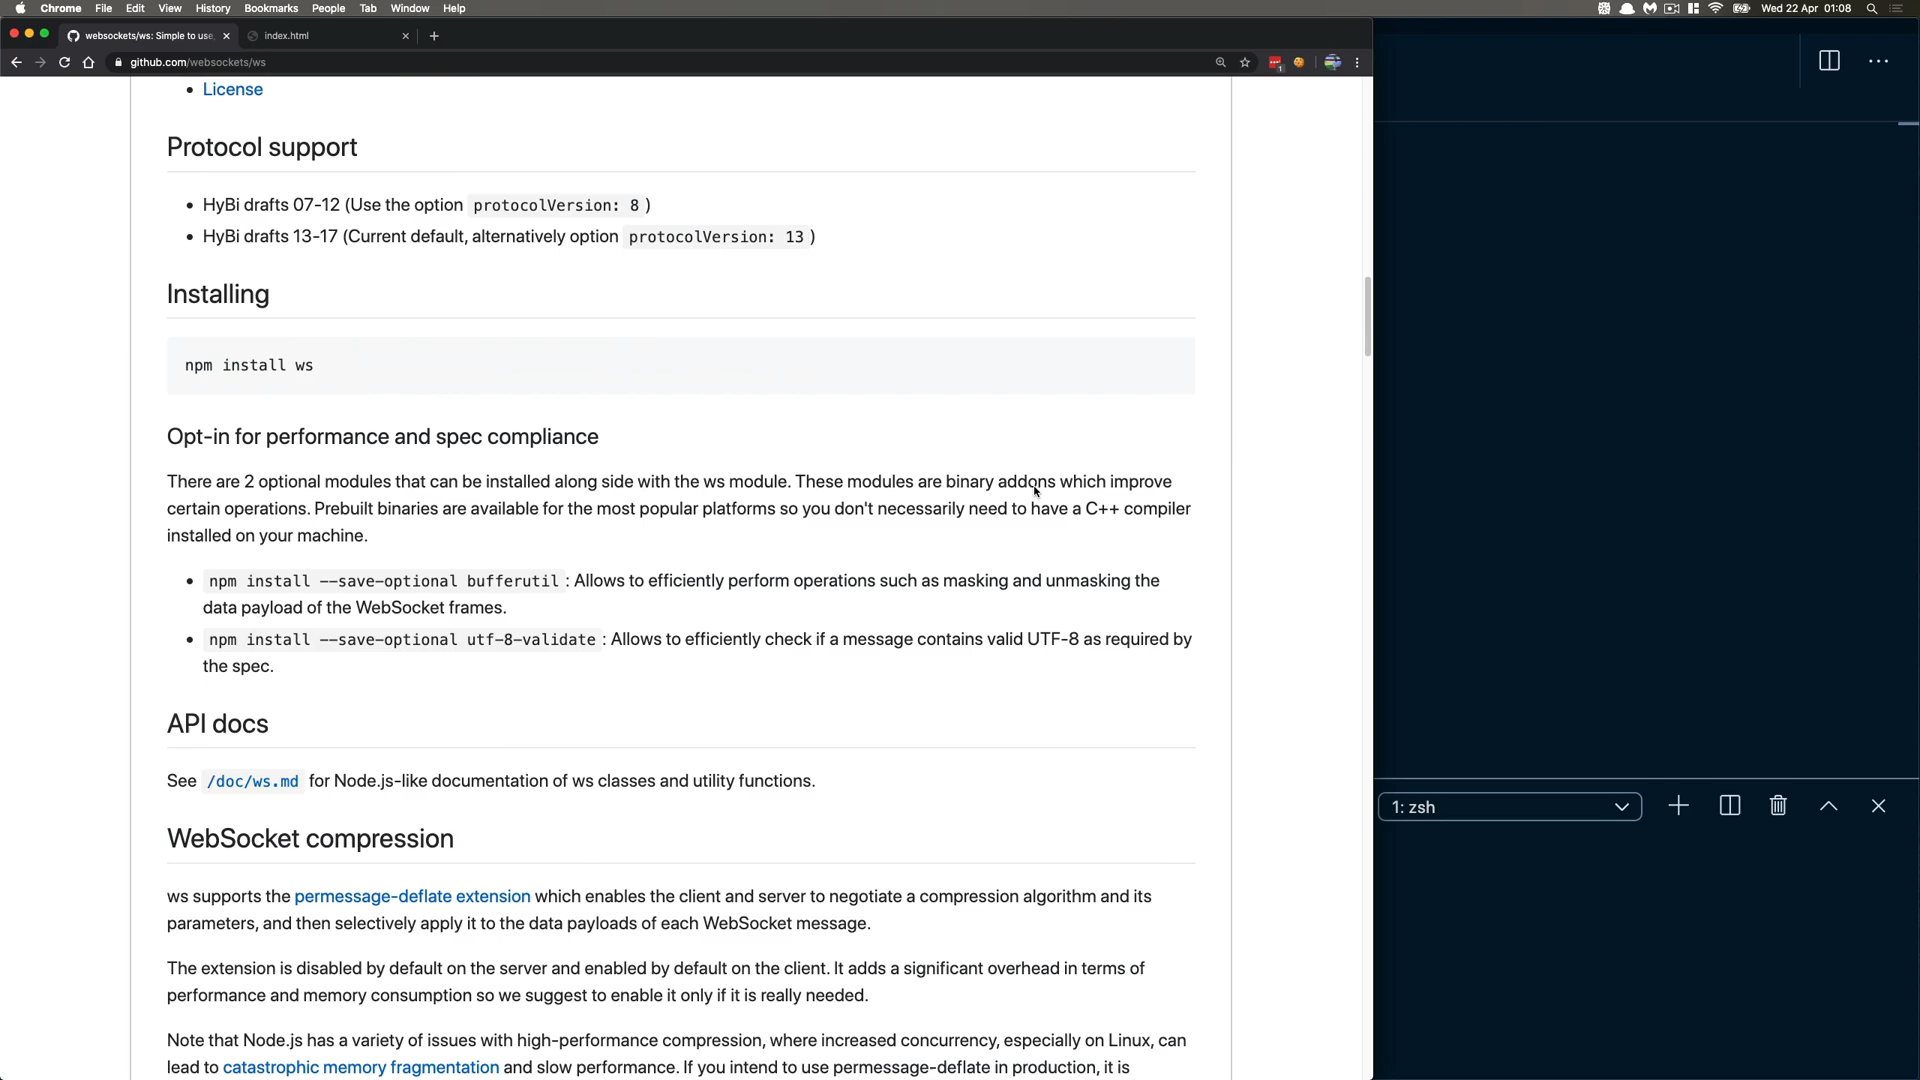 Chrome File Edit View History Bookmarks People Tab Window Help Wed 22 Apr 01:08
websockets/ws: Simple to use, index.html
github.com/websockets/ws
License
Protocol support
HyBi drafts 07-12 (Use the option protocolVersion: 8 )
HyBi drafts 13-17 (Current default, alternatively option protocolVersion: 13 )
Installing
npm install ws
Opt-in for performance and spec compliance
There are 2 optional modules that can be installed along side with the ws module. These modules are binary addons which improve
certain operations. Prebuilt binaries are available for the most popular platforms so you don't necessarily need to have a C++ compiler
installed on your machine.
npm install --save-optional bufferutil : Allows to efficiently perform operations such as masking and unmasking the
data payload of the WebSocket frames.
npm install --save-optional utf-8-validate : Allows to efficiently check if a message contains valid UTF-8 as required by
the spec.
API docs
See /doc/ws.md for Node.js-like documentation of ws classes and utility functions.
1: zsh
WebSocket compression
ws supports the permessage-deflate extension which enables the client and server to negotiate a compression algorithm and its
parameters, and then selectively apply it to the data payloads of each WebSocket message.
The extension is disabled by default on the server and enabled by default on the client. It adds a significant overhead in terms of
performance and memory consumption so we suggest to enable it only if it is really needed.
Note that Node.js has a variety of issues with high-performance compression, where increased concurrency, especially on Linux, can
lead to catastrophic memory fragmentation and slow performance. If you intend to use permessage-deflate in production, it is